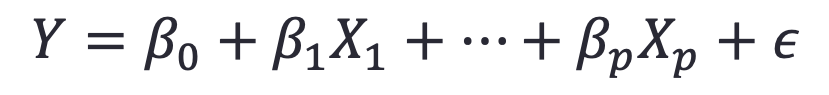 Y = β₀ + β₁X₁ + ⋯ + βₚXₚ + ϵ